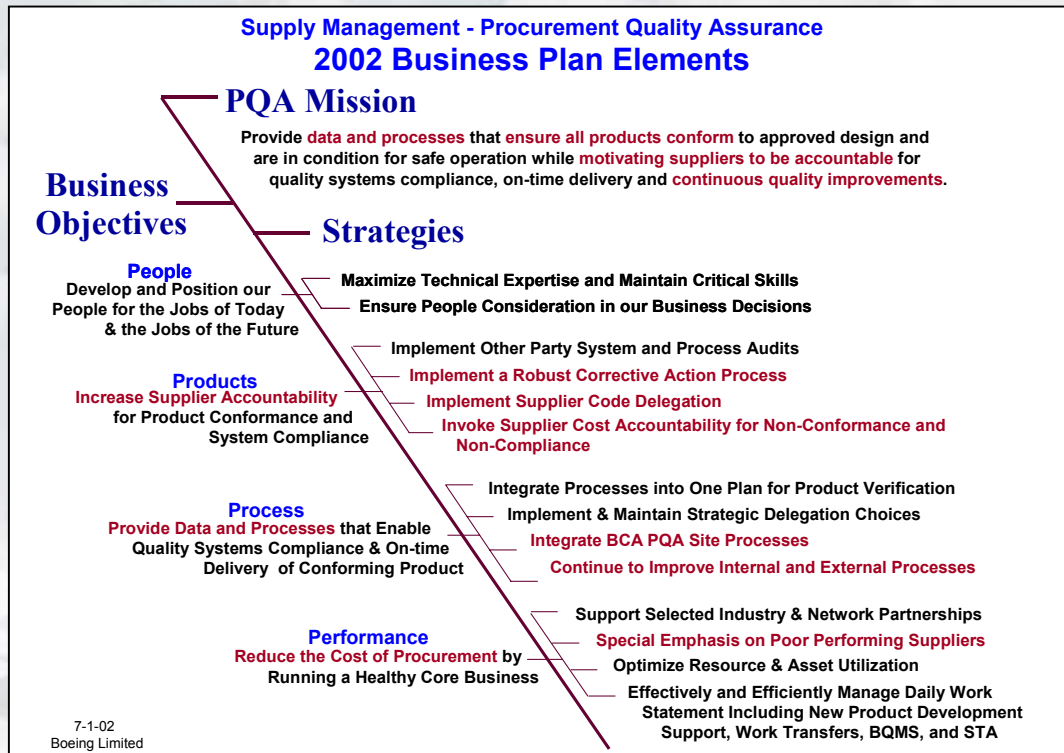 Supply Management - Procurement Quality Assurance
2002 Business Plan Elements
PQA Mission
Provide data and processes that ensure all products conform to approved design and
are in condition for safe operation while motivating suppliers to be accountable for
quality systems compliance, on-time delivery and continuous quality improvements.
Business
Objectives
Strategies
People
Develop and Position our
People for the Jobs of Today
& the Jobs of the Future
Maximize Technical Expertise and Maintain Critical Skills
Ensure People Consideration in our Business Decisions
Products
Increase Supplier Accountability
for Product Conformance and
System Compliance
Implement Other Party System and Process Audits
Implement a Robust Corrective Action Process
Implement Supplier Code Delegation
Invoke Supplier Cost Accountability for Non-Conformance and
Non-Compliance
Process
Provide Data and Processes that Enable
Quality Systems Compliance & On-time
Delivery of Conforming Product
Integrate Processes into One Plan for Product Verification
Implement & Maintain Strategic Delegation Choices
Integrate BCA PQA Site Processes
Continue to Improve Internal and External Processes
Performance
Reduce the Cost of Procurement by
Running a Healthy Core Business
Support Selected Industry & Network Partnerships
Special Emphasis on Poor Performing Suppliers
Optimize Resource & Asset Utilization
Effectively and Efficiently Manage Daily Work
Statement Including New Product Development
Support, Work Transfers, BQMS, and STA
7-1-02
Boeing Limited